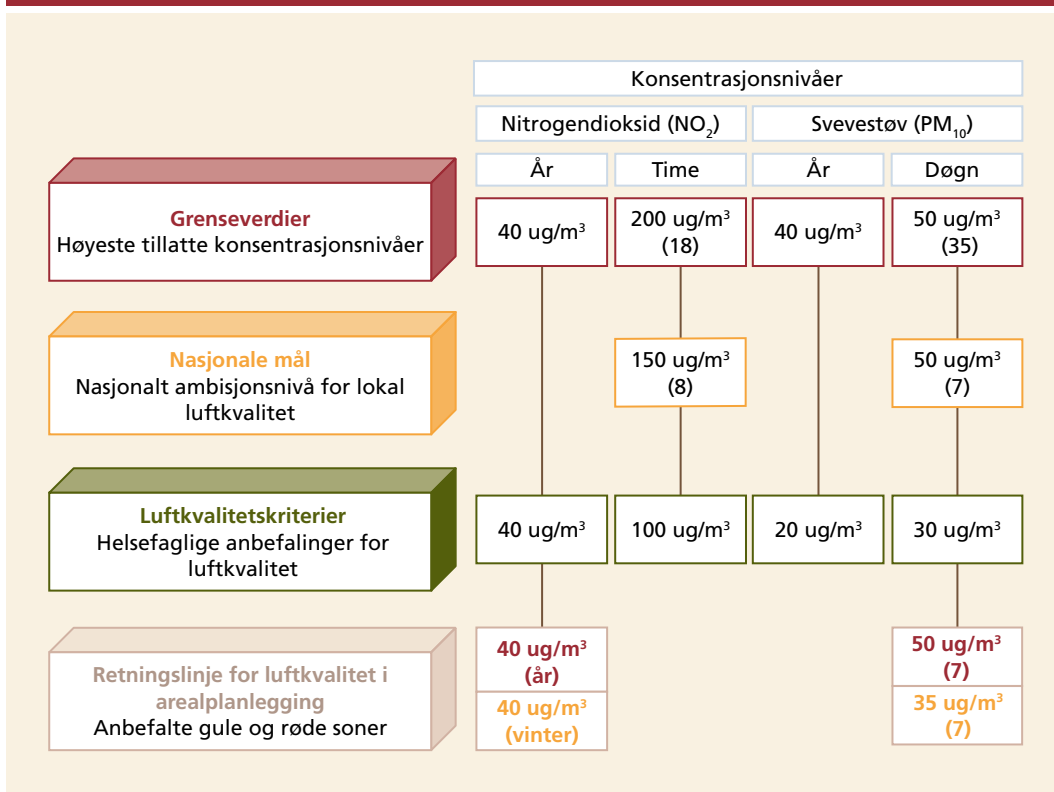 Konsentrasjonsnivåer
Nitrogendioksid (NO₂) Svevestøv (PM₁₀)
År Time År Døgn
Grenseverdier
Høyeste tillatte konsentrasjonsnivåer
40 ug/m³
200 ug/m³
(18)
40 ug/m³
50 ug/m³
(35)
Nasjonale mål
Nasjonalt ambisjonsnivå for lokal
luftkvalitet
150 ug/m³
(8)
50 ug/m³
(7)
Luftkvalitetskriterier
Helsefaglige anbefalinger for
luftkvalitet
40 ug/m³
100 ug/m³
20 ug/m³
30 ug/m³
Retningslinje for luftkvalitet i
arealplanlegging
Anbefalte gule og røde soner
40 ug/m³
(år)
40 ug/m³
(vinter)
50 ug/m³
(7)
35 ug/m³
(7)